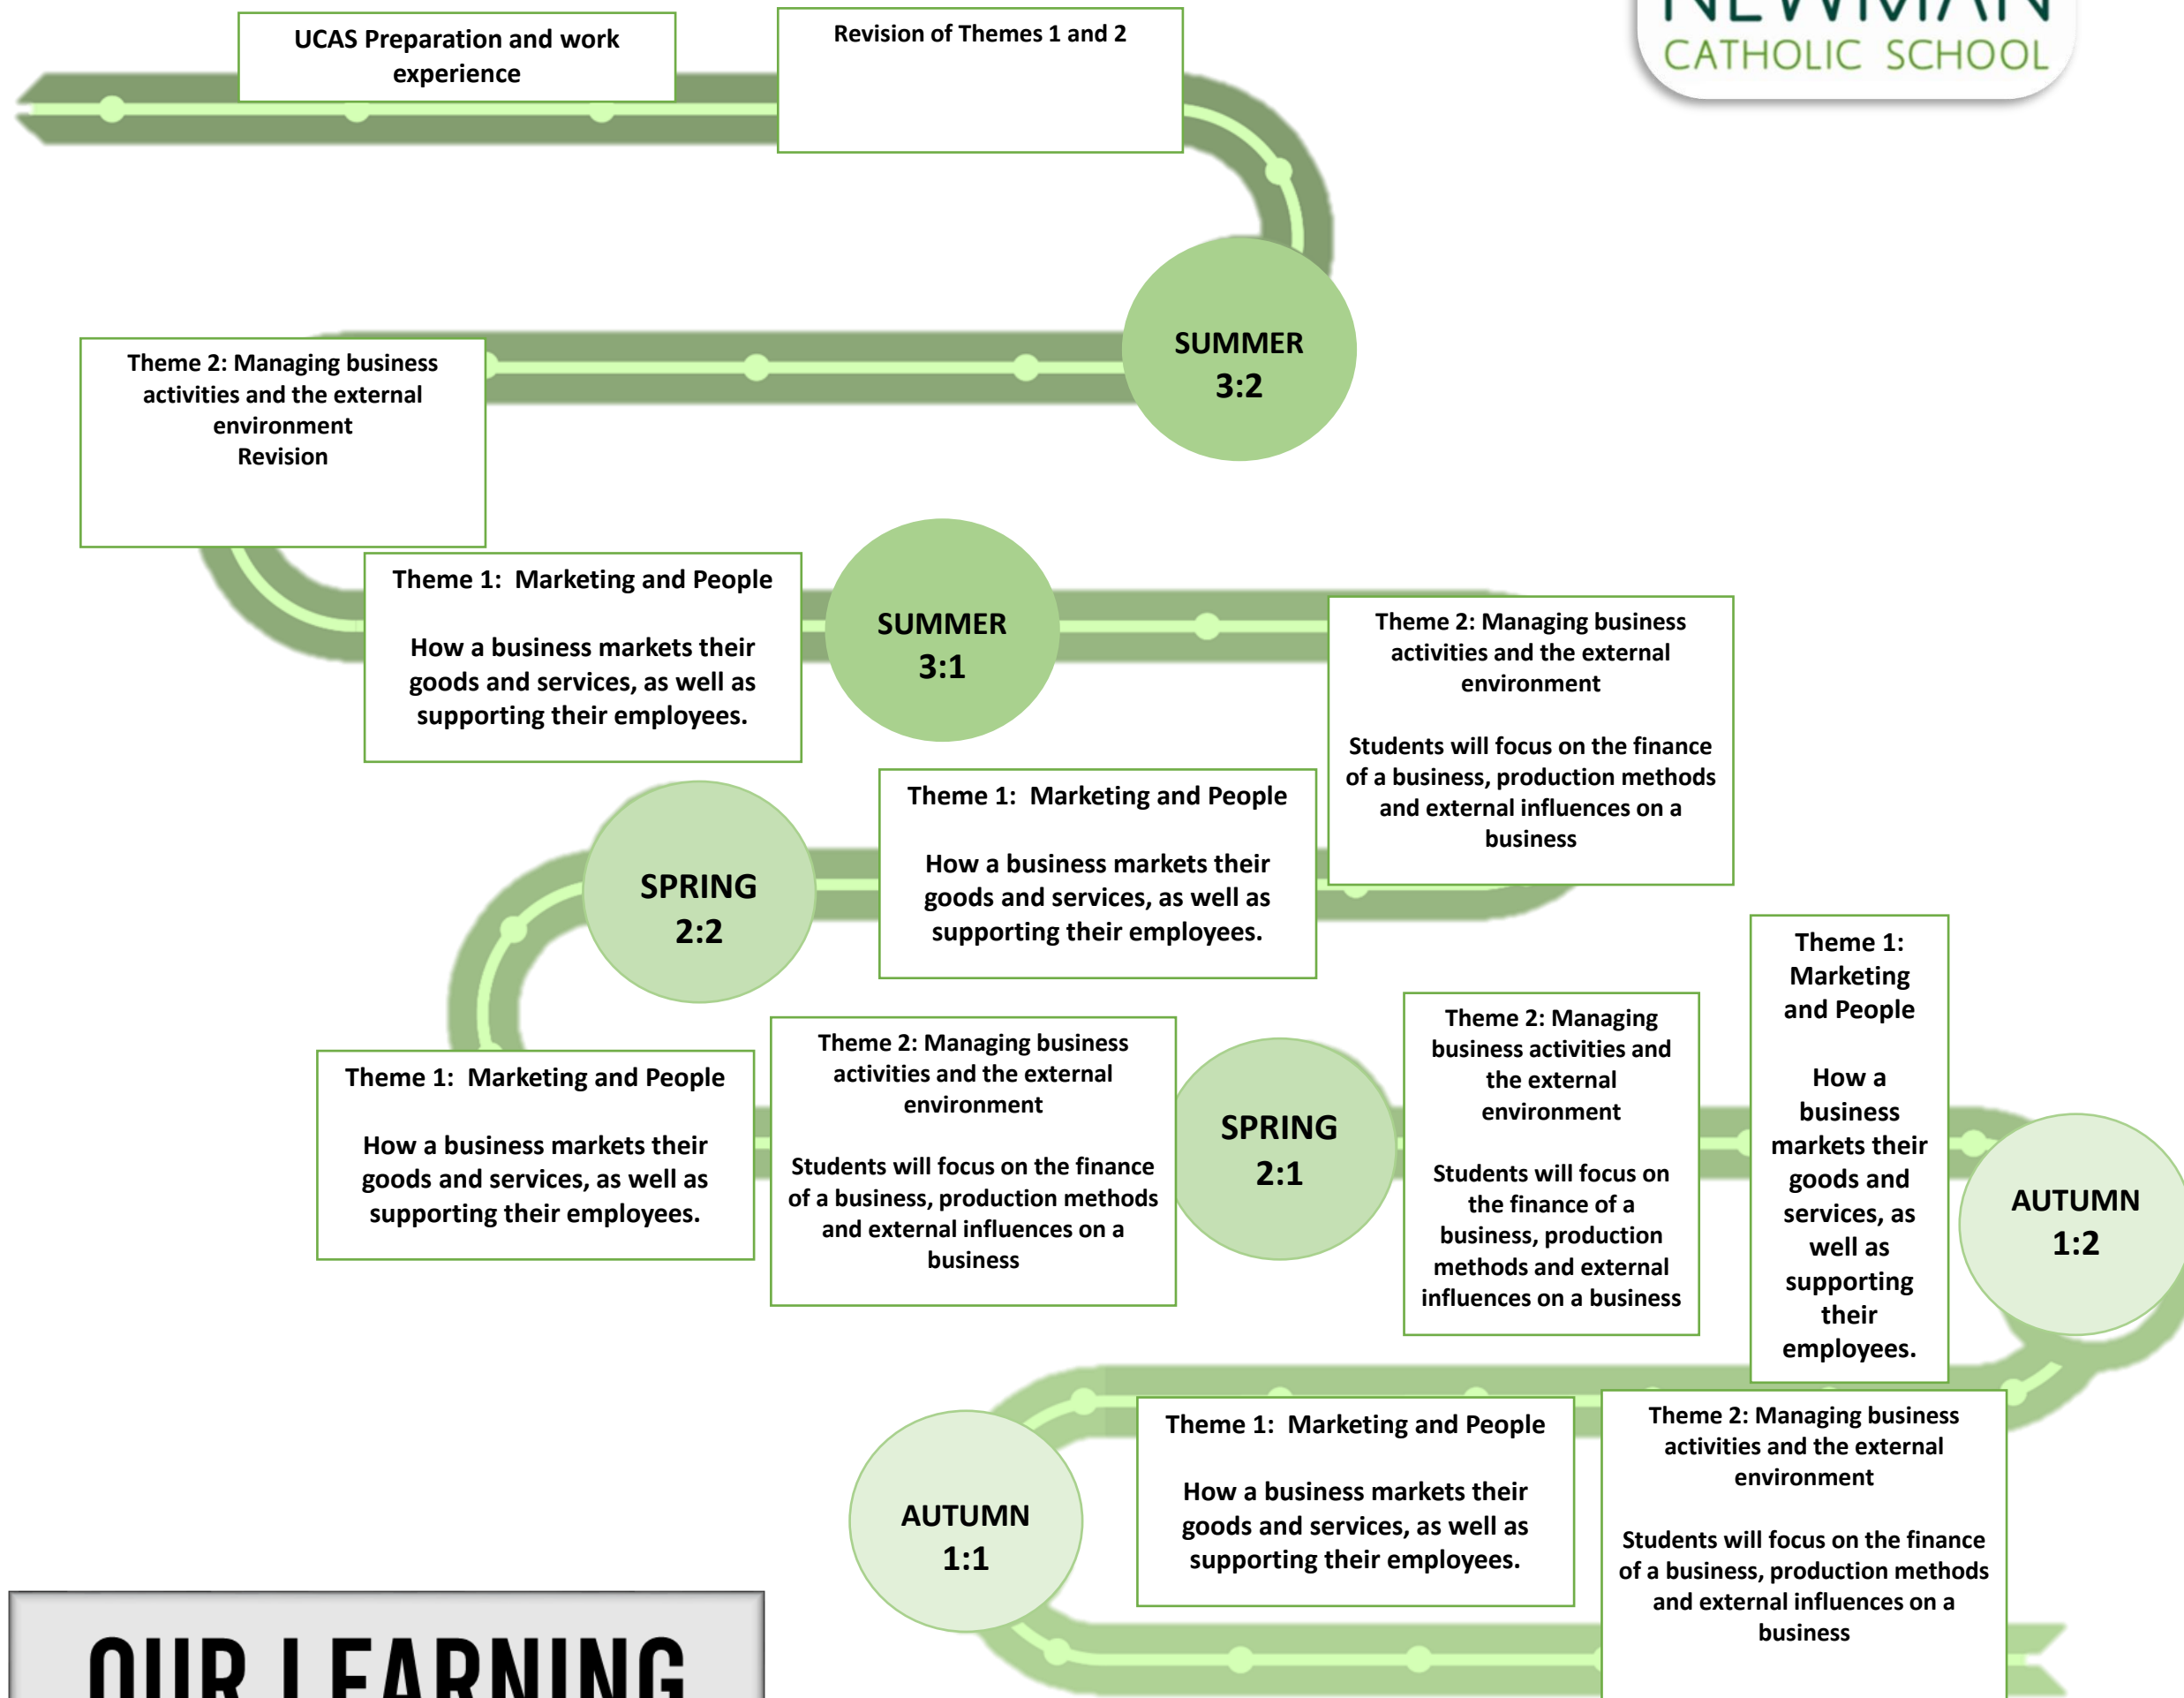 NEWMAN
CATHOLIC SCHOOL
UCAS Preparation and work
experience
Revision of Themes 1 and 2
SUMMER
3:2
Theme 2: Managing business
activities and the external
environment
Revision
Theme 1: Marketing and People
How a business markets their
goods and services, as well as
supporting their employees.
SUMMER
3:1
Theme 2: Managing business
activities and the external
environment
Students will focus on the finance
of a business, production methods
and external influences on a
business
Theme 1: Marketing and People
How a business markets their
goods and services, as well as
supporting their employees.
SPRING
2:2
Theme 1: Marketing and People
How a business markets their
goods and services, as well as
supporting their employees.
Theme 2: Managing business
activities and the external
environment
Students will focus on the finance
of a business, production methods
and external influences on a
business
SPRING
2:1
Theme 2: Managing
business activities and
the external
environment
Students will focus on
the finance of a
business, production
methods and external
influences on a business
Theme 1:
Marketing
and People
How a
business
markets their
goods and
services, as
well as
supporting
their
employees.
AUTUMN
1:2
AUTUMN
1:1
Theme 1: Marketing and People
How a business markets their
goods and services, as well as
supporting their employees.
Theme 2: Managing business
activities and the external
environment
Students will focus on the finance
of a business, production methods
and external influences on a
business
OUR LEARNING